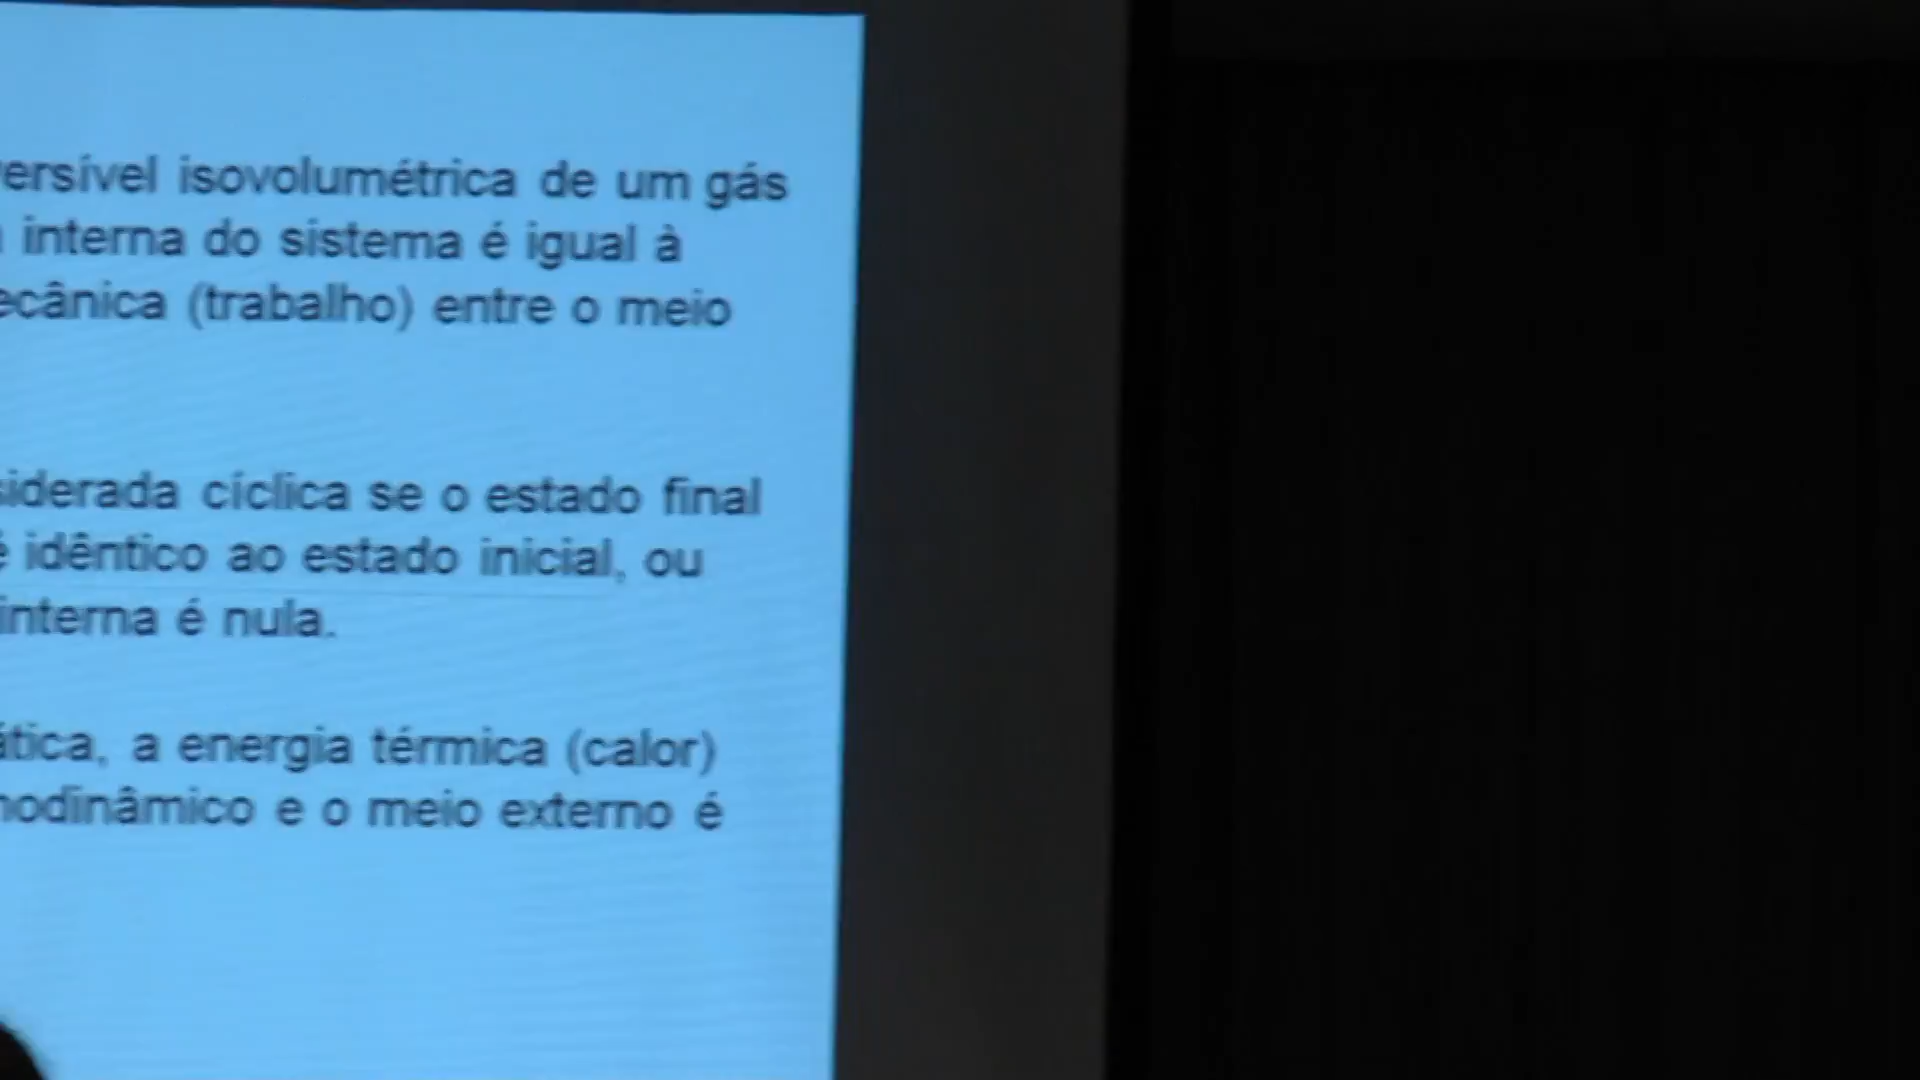 ersível isovolumétrica de um gás
interna do sistema é igual à
ecânica (trabalho) entre o meio
siderada cíclica se o estado final
é idêntico ao estado inicial, ou
interna é nula.
ática, a energia térmica (calor)
nodinâmico e o meio externo é